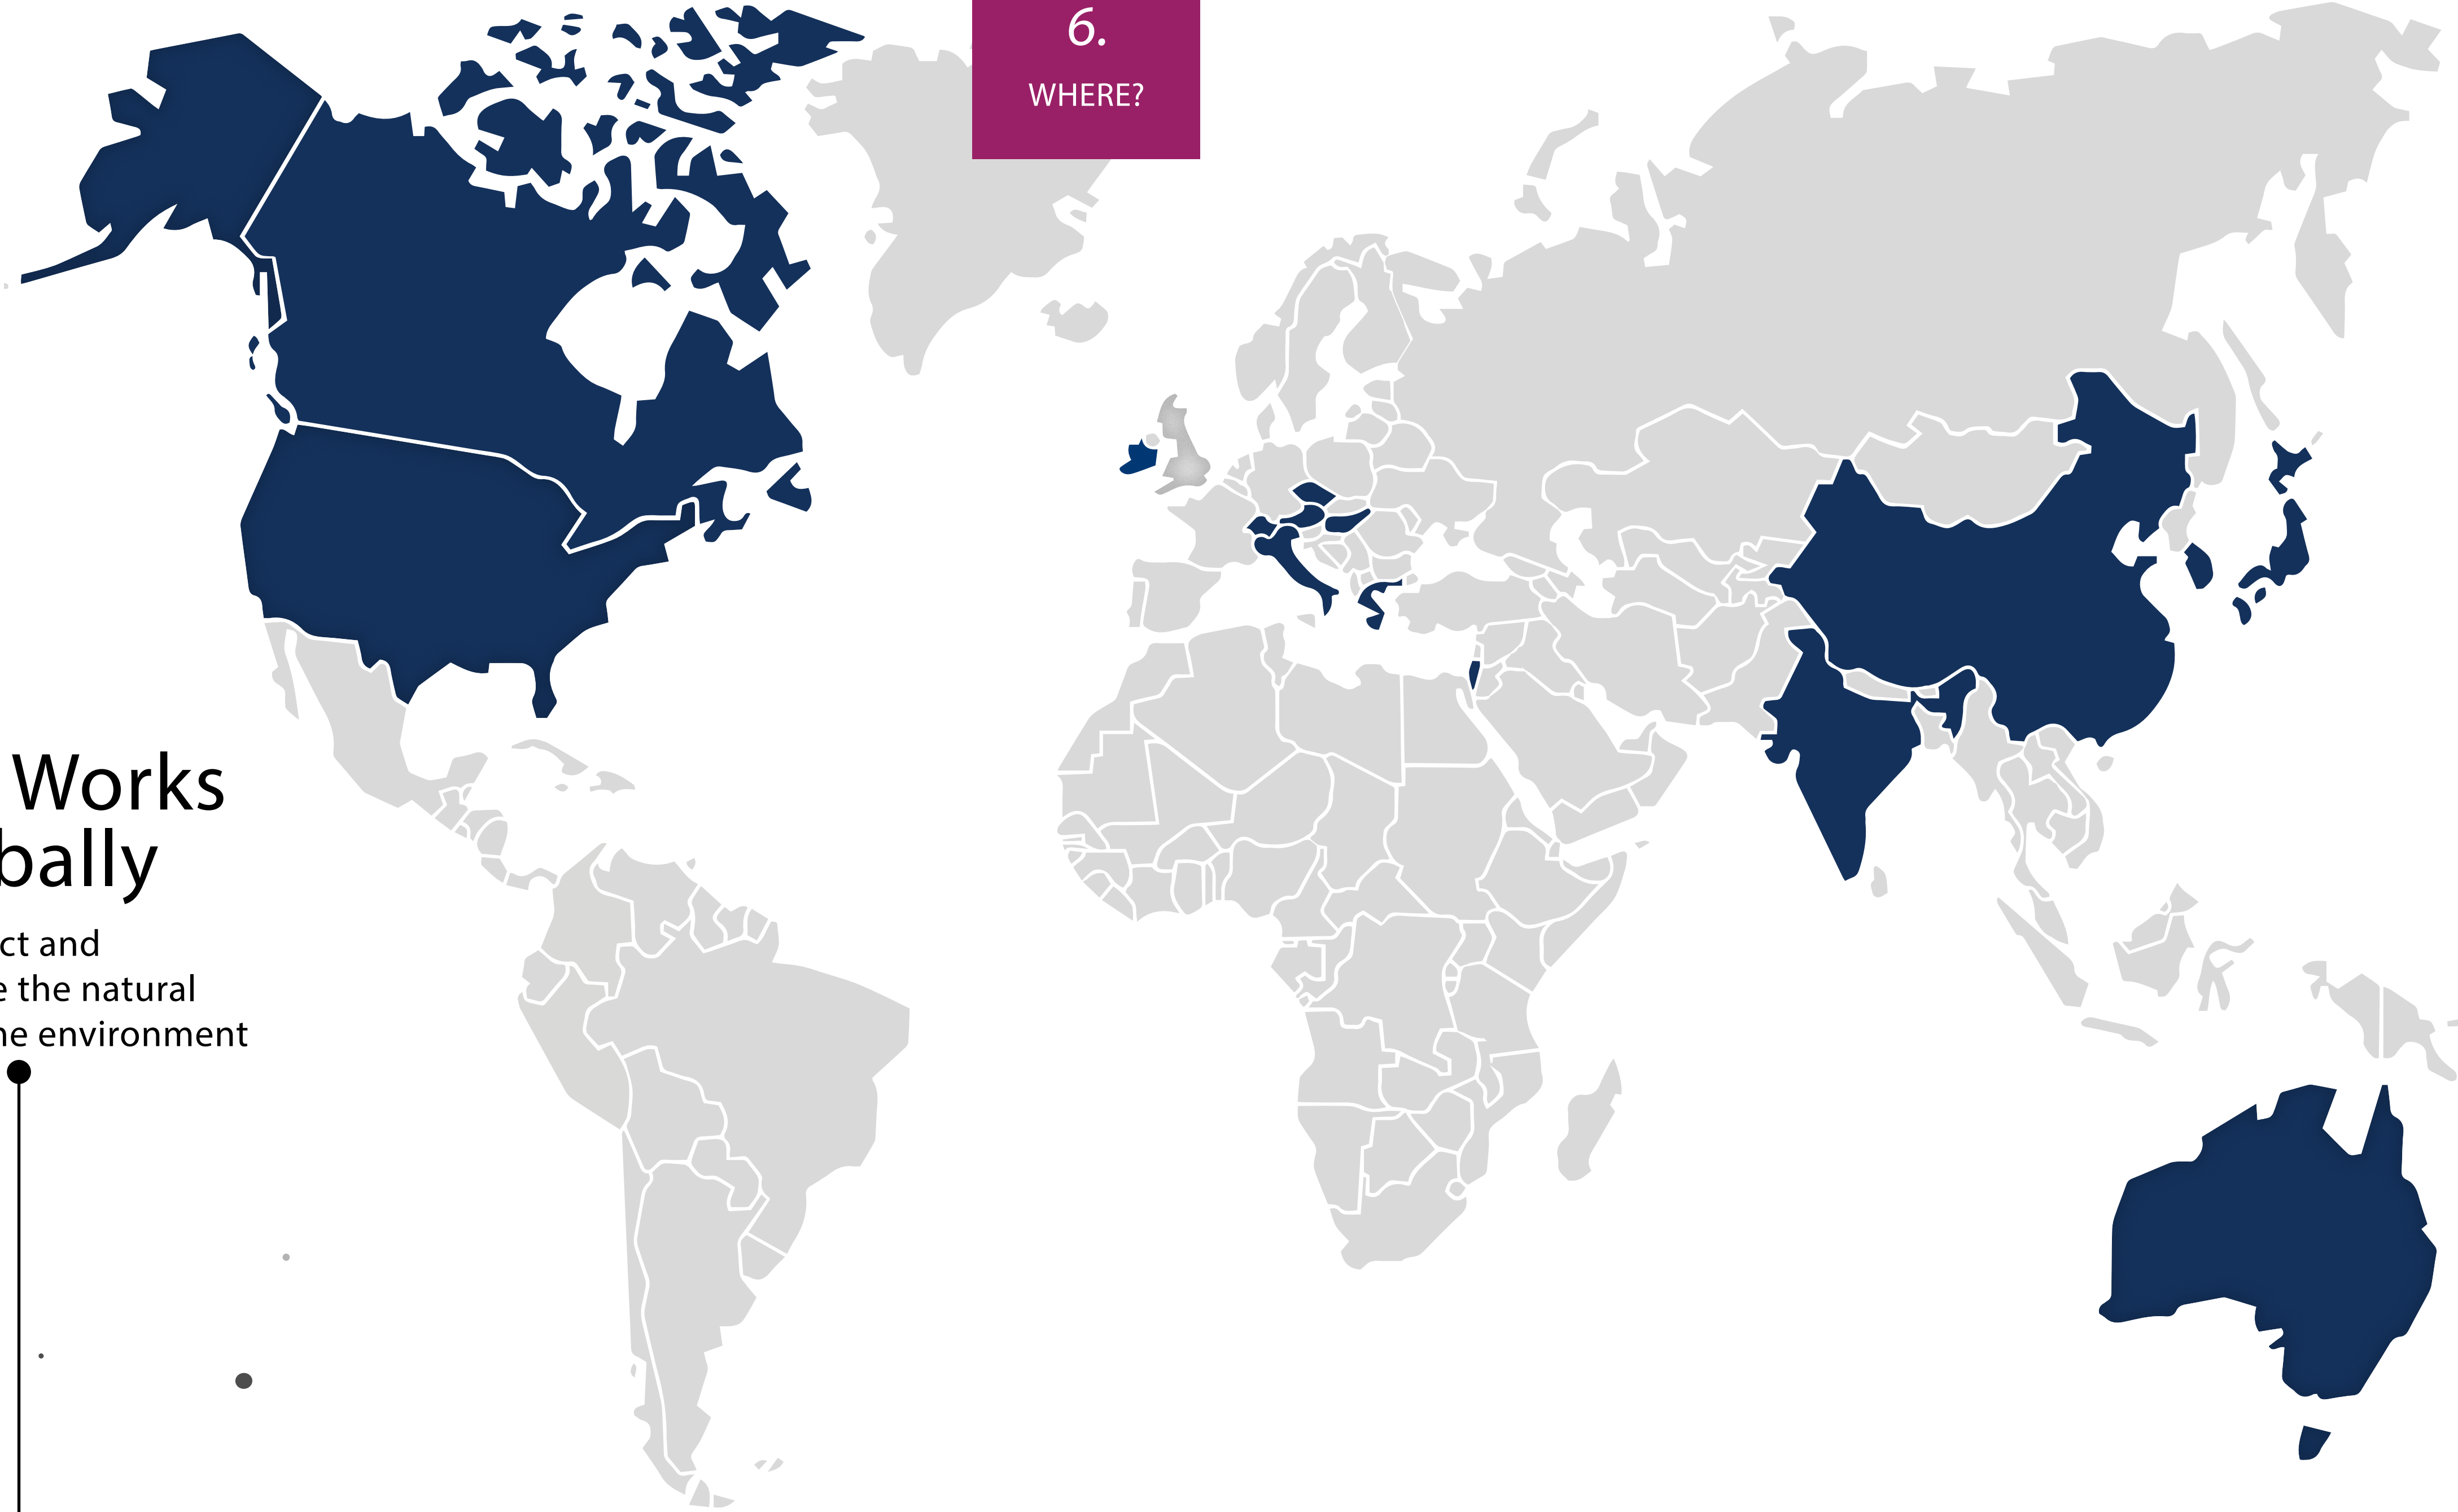 6.
WHERE?
Works
bally
ct and
e the natural
he environment